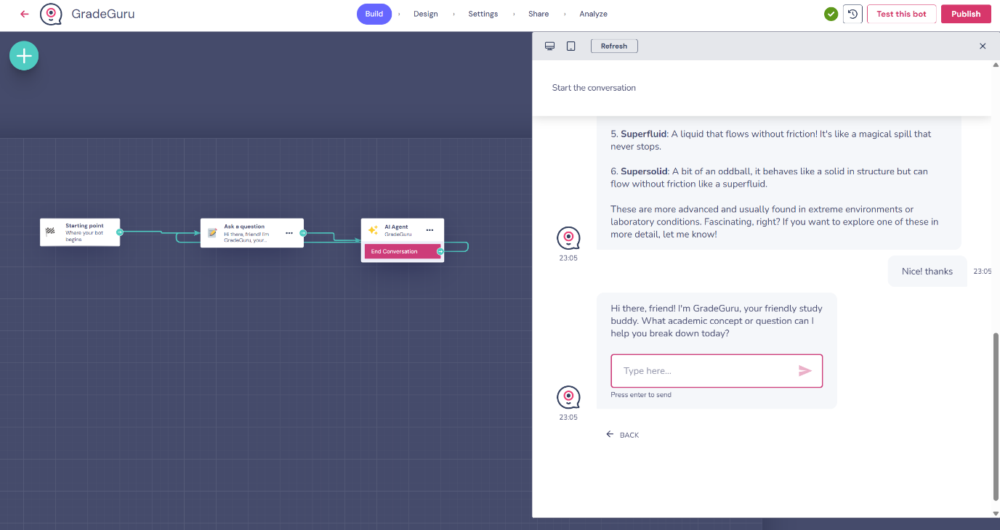 GradeGuru
Build
Design
Settings
Share
Analyze
Test this bot
Publish
Starting point
Where your bot
begins
Ask a question
Hi there, friend! I'm
GradeGuru, your...
AI Agent
GradeGuru
End Conversation
Refresh
Start the conversation
5. Superfluid: A liquid that flows without friction! It's like a magical spill that
never stops.
6. Supersolid: A bit of an oddball, it behaves like a solid in structure but can
flow without friction like a superfluid.
These are more advanced and usually found in extreme environments or
laboratory conditions. Fascinating, right? If you want to explore one of these in
more detail, let me know!
23:05
Nice! thanks
23:05
Hi there, friend! I'm GradeGuru, your friendly study
buddy. What academic concept or question can I
help you break down today?
Type here...
Press enter to send
23:05
BACK